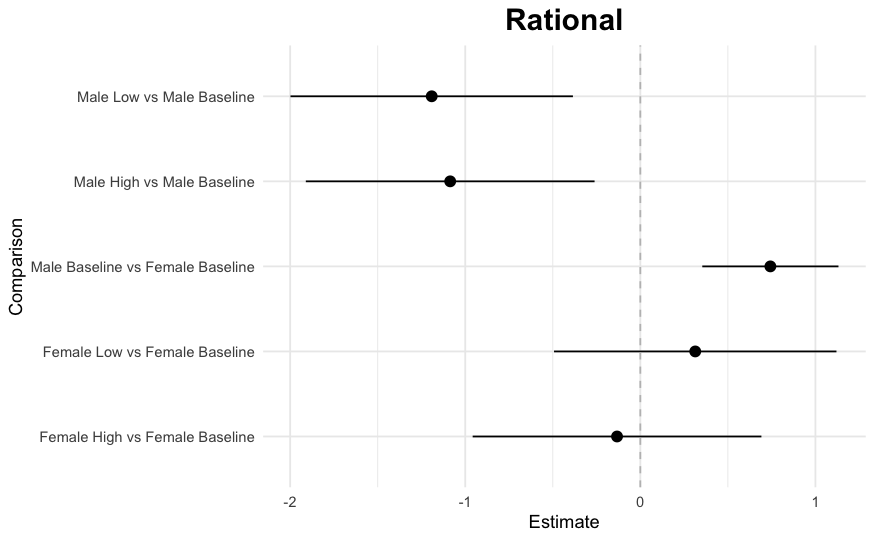 Rational
Male Low vs Male Baseline
Male High vs Male Baseline
Male Baseline vs Female Baseline
Female Low vs Female Baseline
Female High vs Female Baseline
Comparison
-2 -1 0 1
Estimate